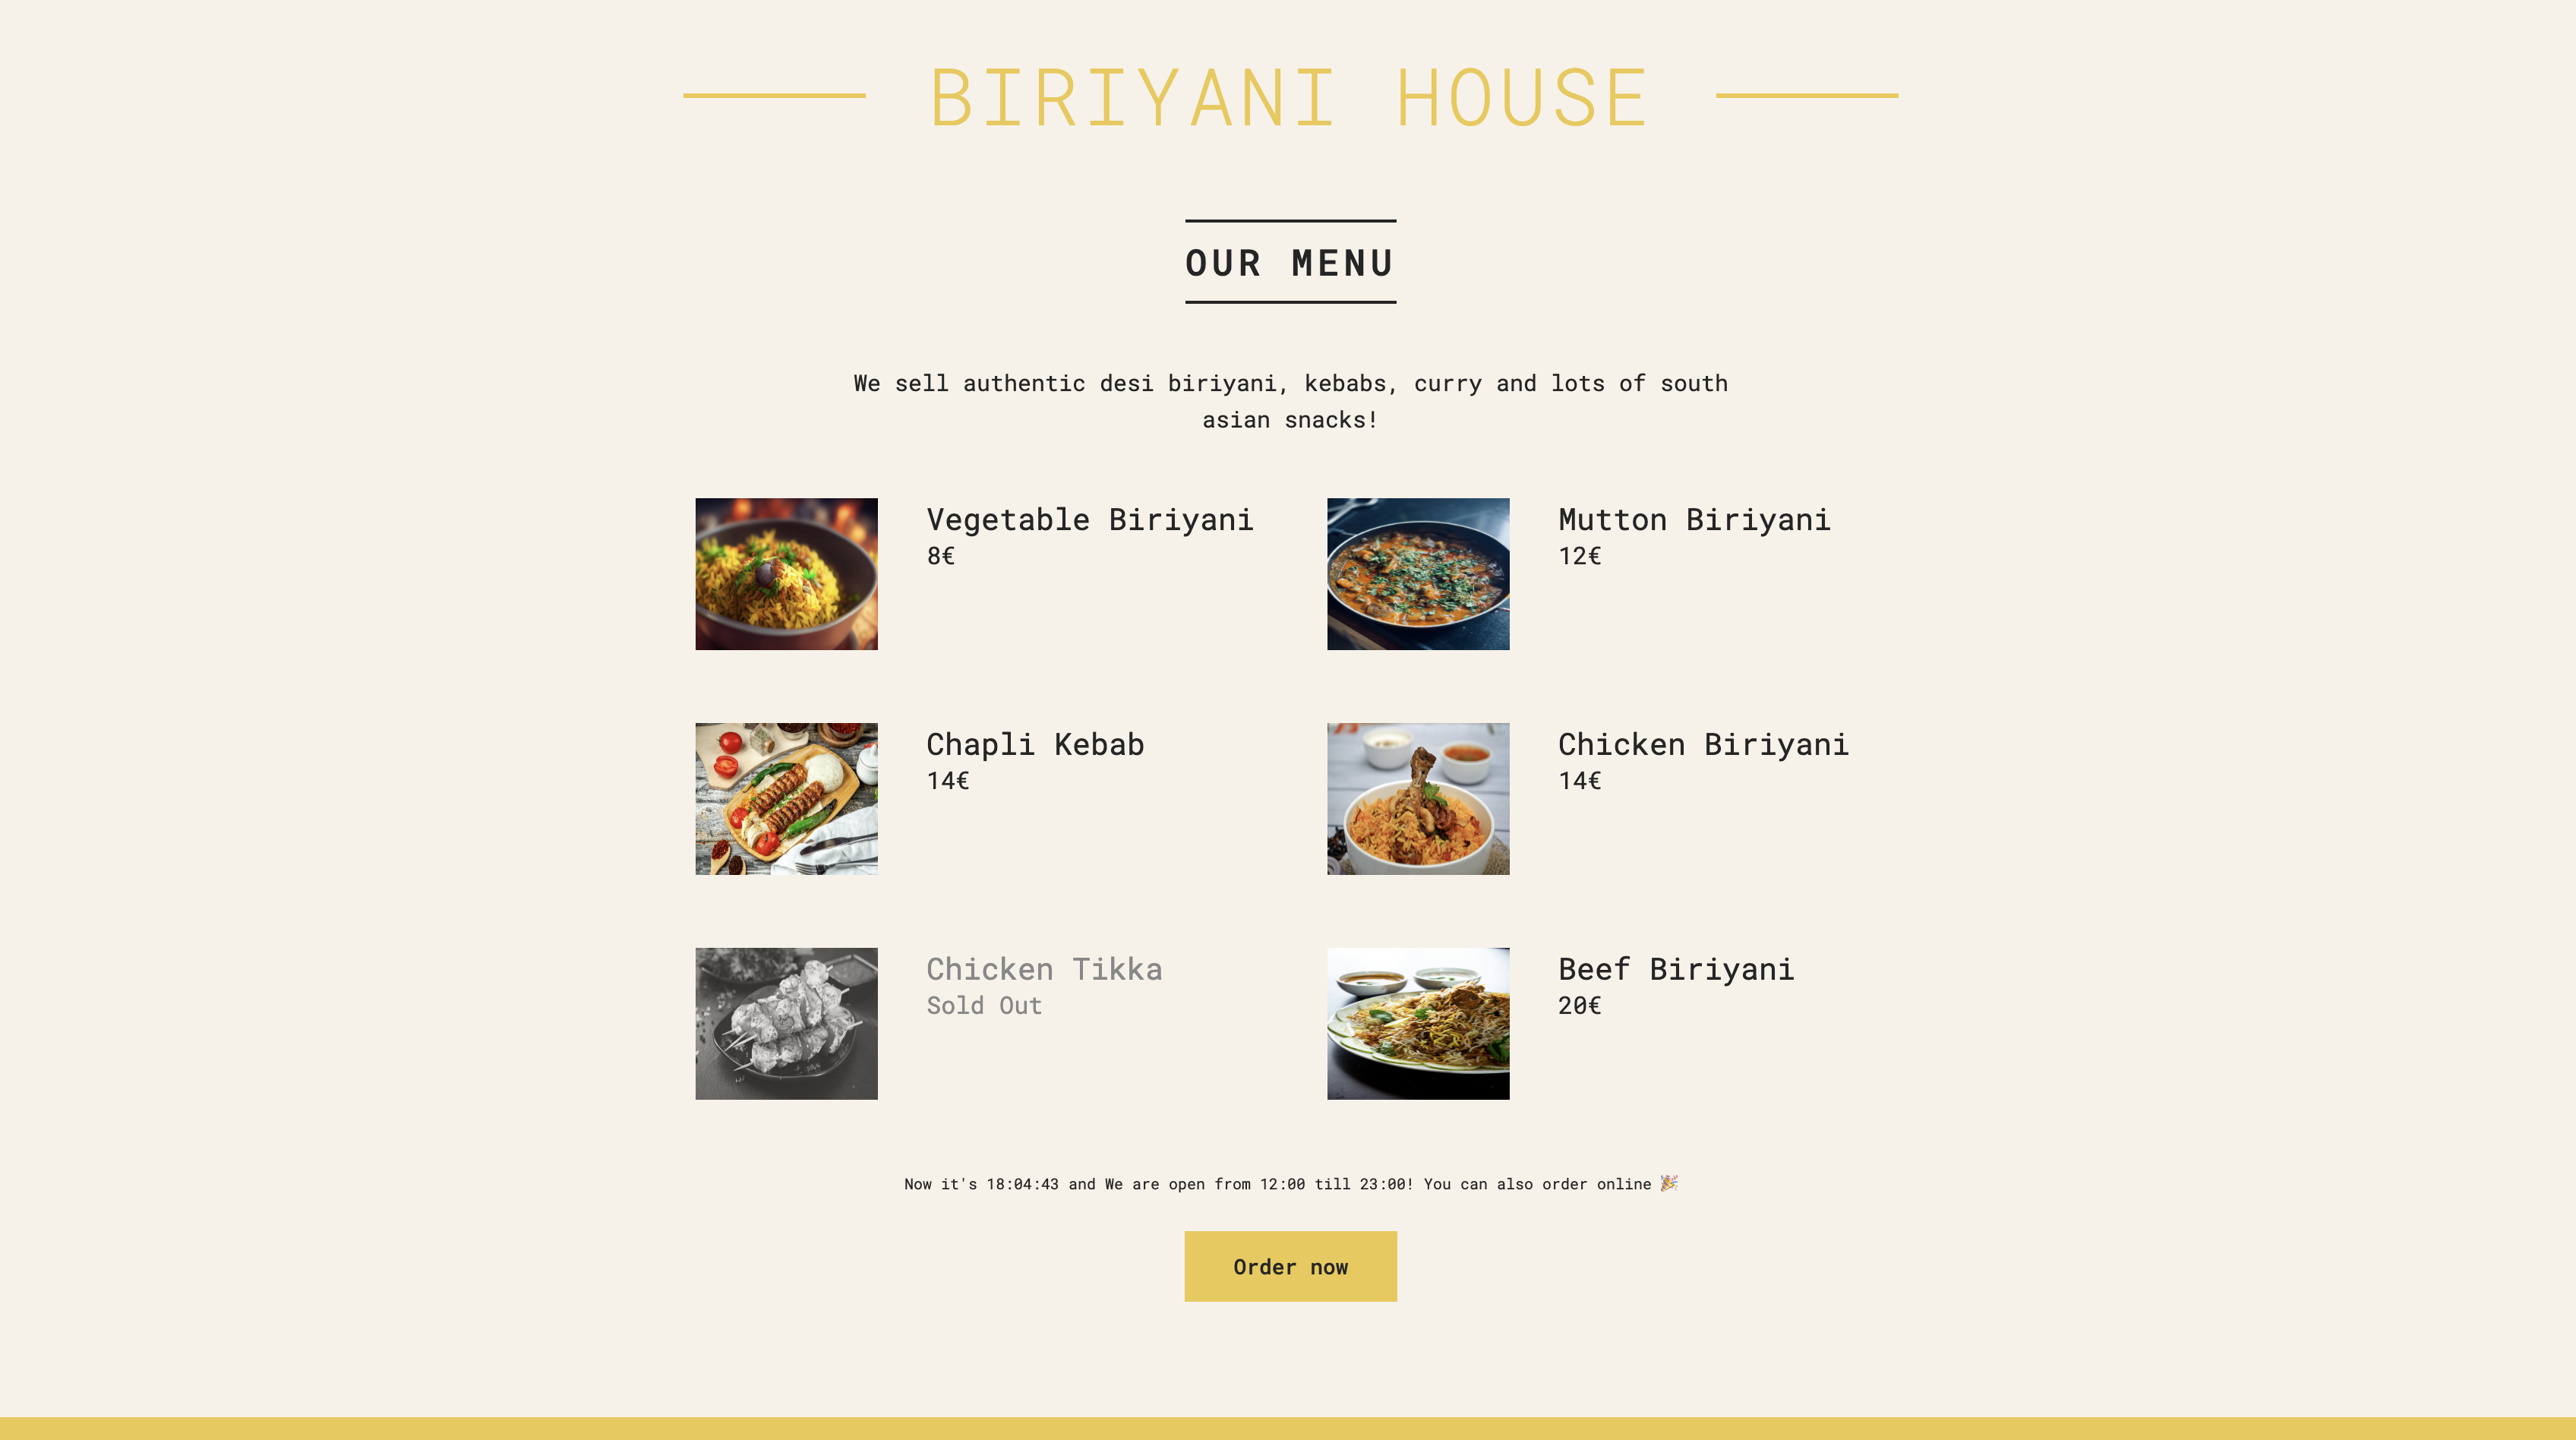 BIRIYANI HOUSE
OUR MENU
We sell authentic desi biriyani, kebabs, curry and lots of south
asian snacks!
Vegetable Biriyani
8€
Mutton Biriyani
12€
Chapli Kebab
14€
Chicken Biriyani
14€
Chicken Tikka
Sold Out
Beef Biriyani
20€
Now it's 18:04:43 and We are open from 12:00 till 23:00! You can also order online 🎉
Order now